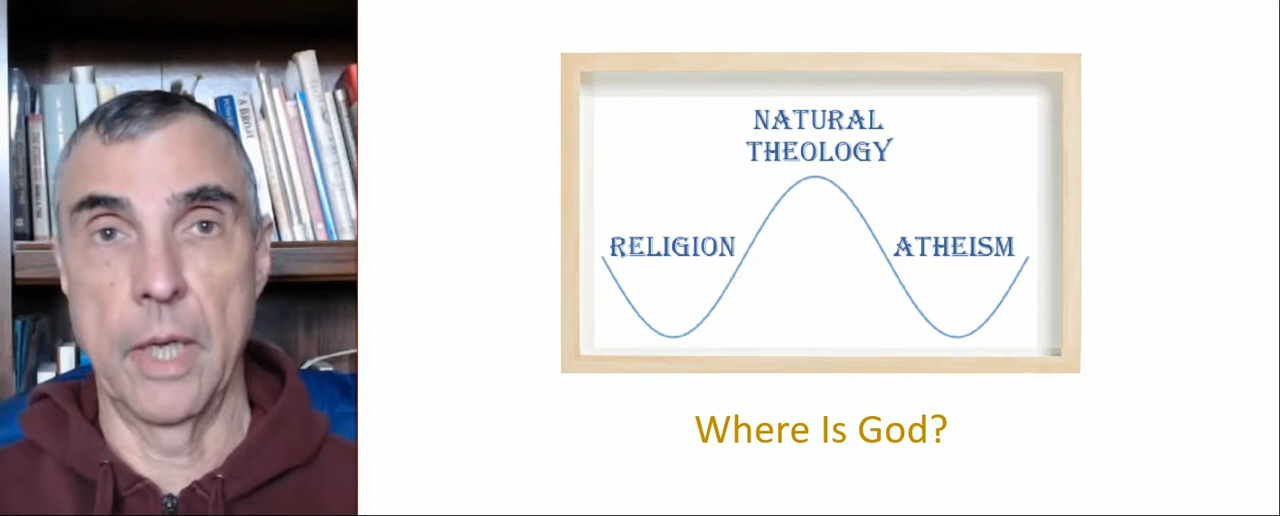 NATURAL
THEOLOGY
RELIGION
ATHEISM
Where Is God?